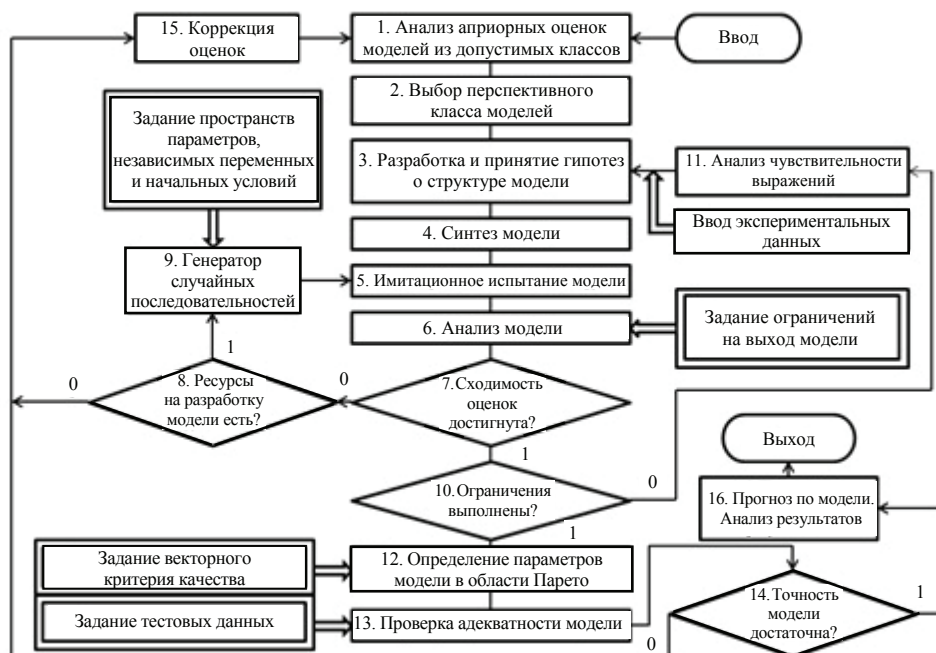 15. Коррекция
оценок
1. Анализ априорных оценок
моделей из допустимых классов
Ввод
2. Выбор перспективного
класса моделей
Задание пространств
параметров,
независимых переменных
и начальных условий
3. Разработка и принятие гипотез
о структуре модели
11. Анализ чувствительности
выражений
Ввод экспериментальных
данных
4. Синтез модели
9. Генератор
случайных
последовательностей
5. Имитационное испытание модели
6. Анализ модели
Задание ограничений
на выход модели
1
0
8. Ресурсы
на разработку
модели есть?
0
7. Сходимость
оценок
достигнута?
1
Выход
10. Ограничения
выполнены?
0
1
16. Прогноз по модели.
Анализ результатов
Задание векторного
критерия качества
12. Определение параметров
модели в области Парето
Задание тестовых данных
13. Проверка адекватности модели
14. Точность
модели
достаточна?
1
0